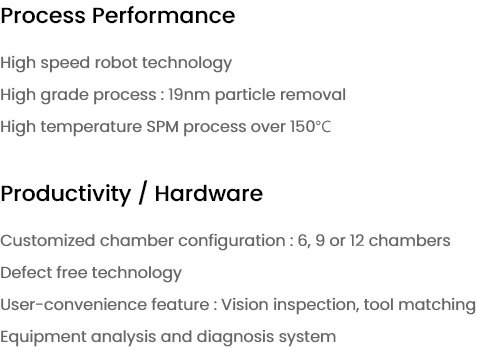 Process Performance
High speed robot technology
High grade process : 19nm particle removal
High temperature SPM process over 150℃
Productivity / Hardware
Customized chamber configuration : 6, 9 or 12 chambers
Defect free technology
User-convenience feature : Vision inspection, tool matching
Equipment analysis and diagnosis system